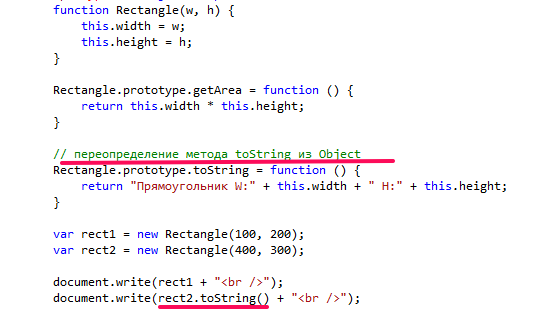 function Rectangle(w, h) {
this.width = w;
this.height = h;
}
Rectangle.prototype.getArea = function () {
return this.width * this.height;
}
// переопределение метода toString из Object
Rectangle.prototype.toString = function () {
return "Прямоугольник W:" + this.width + " H:" + this.height;
}
var rect1 = new Rectangle(100, 200);
var rect2 = new Rectangle(400, 300);
document.write(rect1 + "<br />");
document.write(rect2.toString() + "<br />");